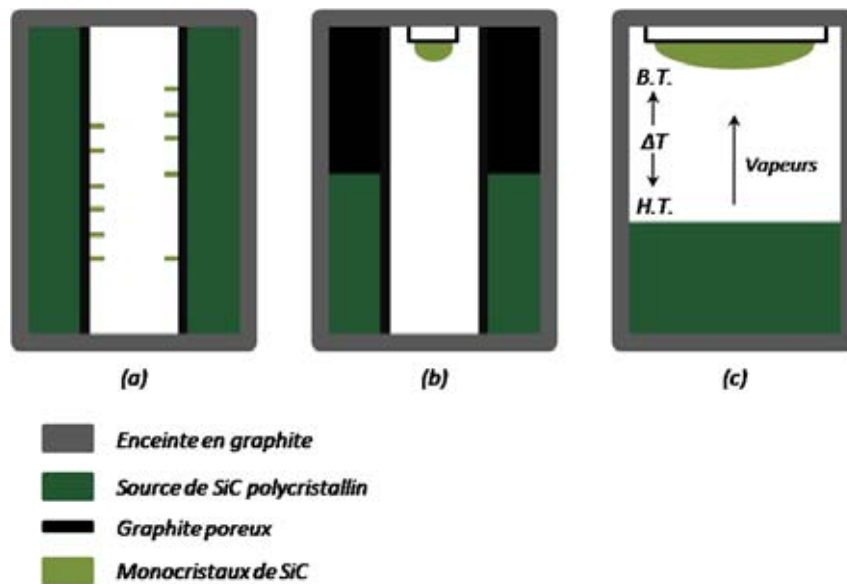 B.T.
ΔT
H.T.
Vapeurs
(a)
(b)
(c)
Enceinte en graphite
Source de SiC polycristallin
Graphite poreux
Monocristaux de SiC